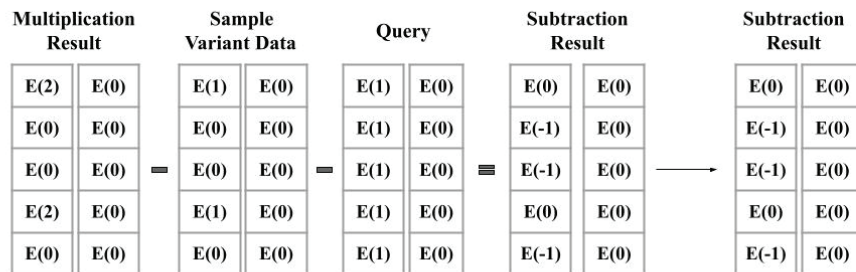 Multiplication Result
Sample Variant Data
Query
Subtraction Result
Subtraction Result
E(2) E(0) E(1) E(0) E(1) E(0) E(0) E(0) E(0) E(0)
E(0) E(0) E(0) E(0) E(1) E(0) E(-1) E(0) E(-1) E(0)
E(0) E(0) - E(0) E(0) - E(1) E(0) = E(-1) E(0) → E(-1) E(0)
E(2) E(0) E(1) E(0) E(1) E(0) E(0) E(0) E(0) E(0)
E(0) E(0) E(0) E(0) E(1) E(0) E(-1) E(0) E(-1) E(0)